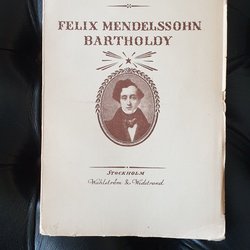 FELIX MENDELSSOHN
BARTHOLDY
STOCKHOLM
Wahlström & Widstrand